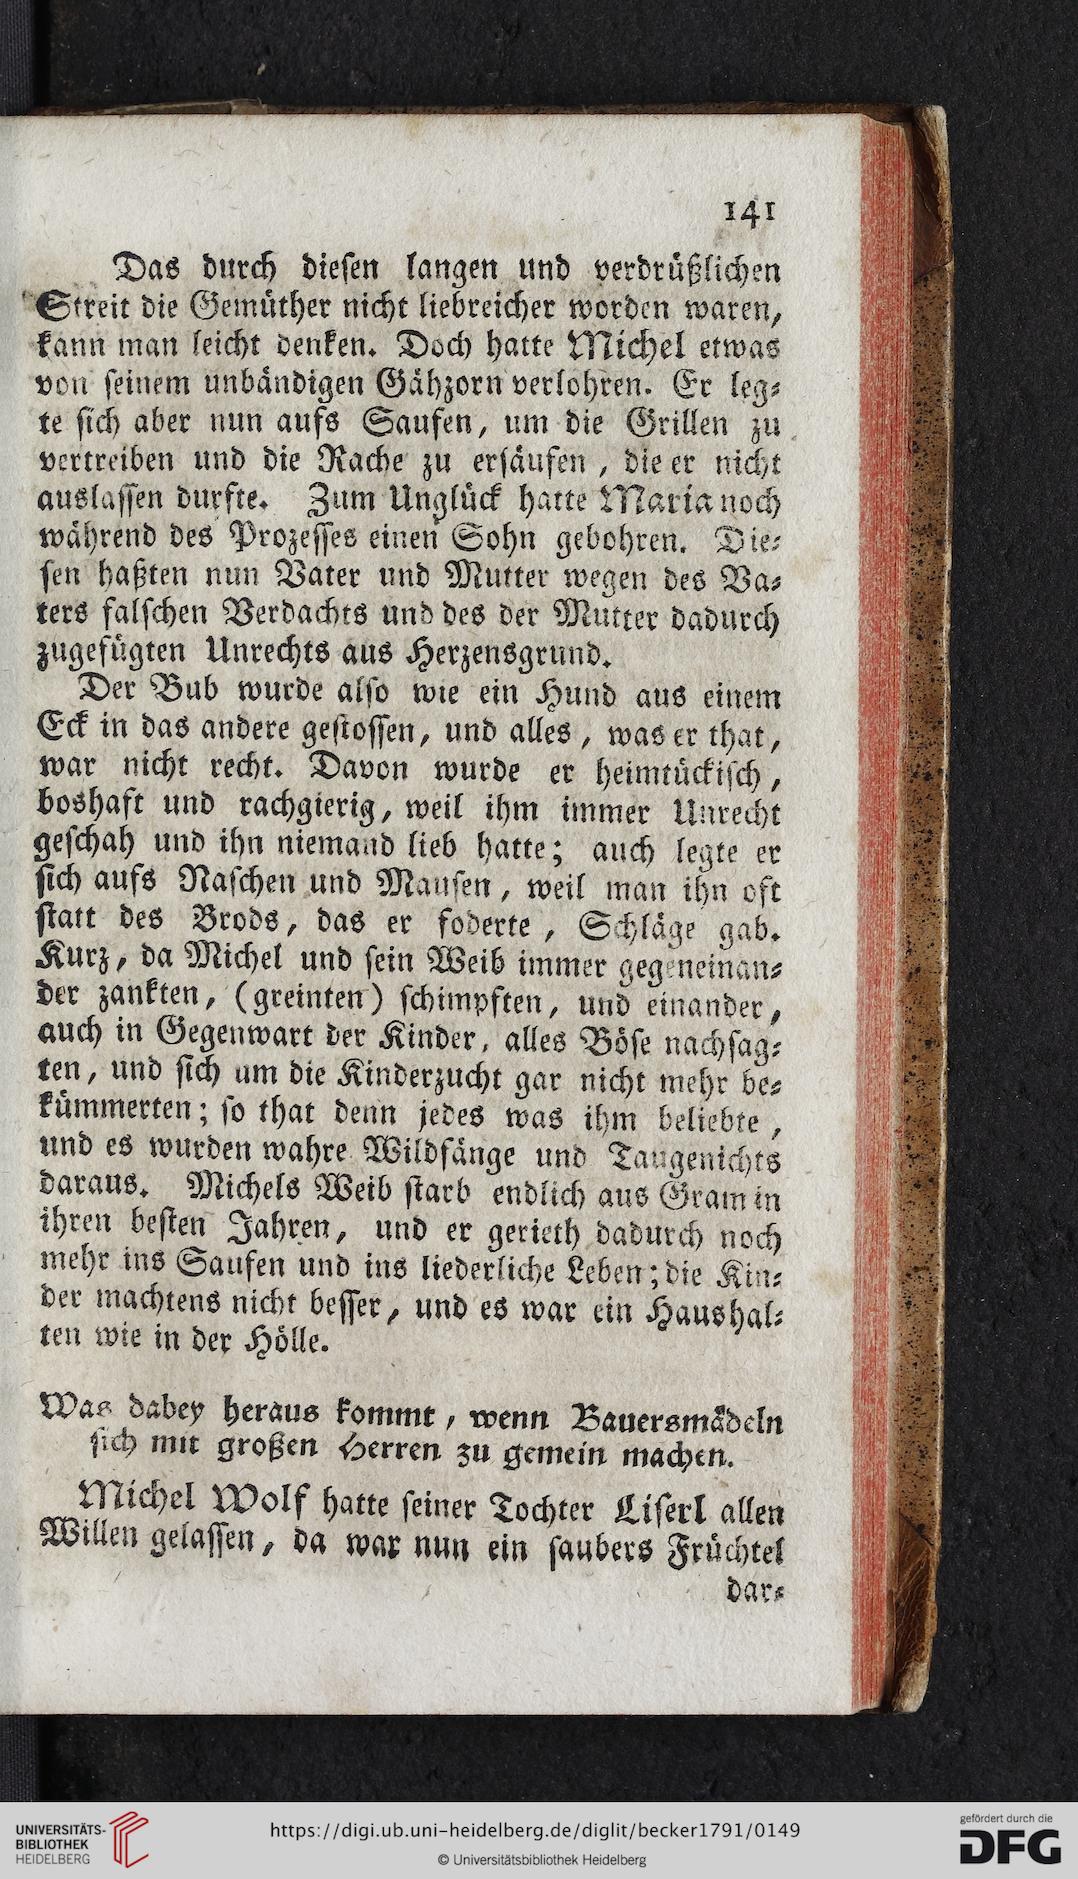 141
Das durch diesen langen und verdrüßlichen
Streit die Gemüther nicht liebreicher worden waren,
kann man leicht denken. Doch hatte Michel etwas
von seinem unbändigen Gähzorn verlohren. Er leg-
te sich aber nun aufs Saufen, um die Grillen zu
vertreiben und die Rache zu ersäufen, die er nicht
auslassen durfte. Zum Unglück hatte Maria noch
während des Prozesses einen Sohn gebohren. Die-
sen haßten nun Vater und Mutter wegen des Va-
ters falschen Verdachts und des der Mutter dadurch
zugefügten Unrechts aus Herzensgrund.
Der Bub wurde also wie ein Hund aus einem
Eck in das andere gestossen, und alles, was er that,
war nicht recht. Davon wurde er heimtückisch,
boshaft und rachgierig, weil ihm immer Unrecht
geschah und ihn niemand lieb hatte; auch legte er
sich aufs Naschen und Mausen, weil man ihn oft
statt des Brods, das er foderte, Schläge gab.
Kurz, da Michel und sein Weib immer gegeneinan-
der zankten, (greinten) schimpften, und einander,
auch in Gegenwart der Kinder, alles Böse nachsag-
ten, und sich um die Kinderzucht gar nicht mehr be-
kümmerten; so that denn jedes was ihm beliebte,
und es wurden wahre Wildfänge und Taugenichts
daraus. Michels Weib starb endlich aus Gram in
ihren besten Jahren, und er gerieth dadurch noch
mehr ins Saufen und ins liederliche Leben; die Kin-
der machtens nicht besser, und es war ein Haushal-
ten wie in der Hölle.
Was dabey heraus kommt, wenn Bauersmädeln
sich mit großen Herren zu gemein machen.
Michel Wolf hatte seiner Tochter Liserl allen
Willen gelassen, da war nun ein saubers Früchtel
dar-
UNIVERSITÄTS-
BIBLIOTHEK
HEIDELBERG
https://digi.ub.uni-heidelberg.de/diglit/becker1791/0149
© Universitätsbibliothek Heidelberg
gefördert durch die
DFG